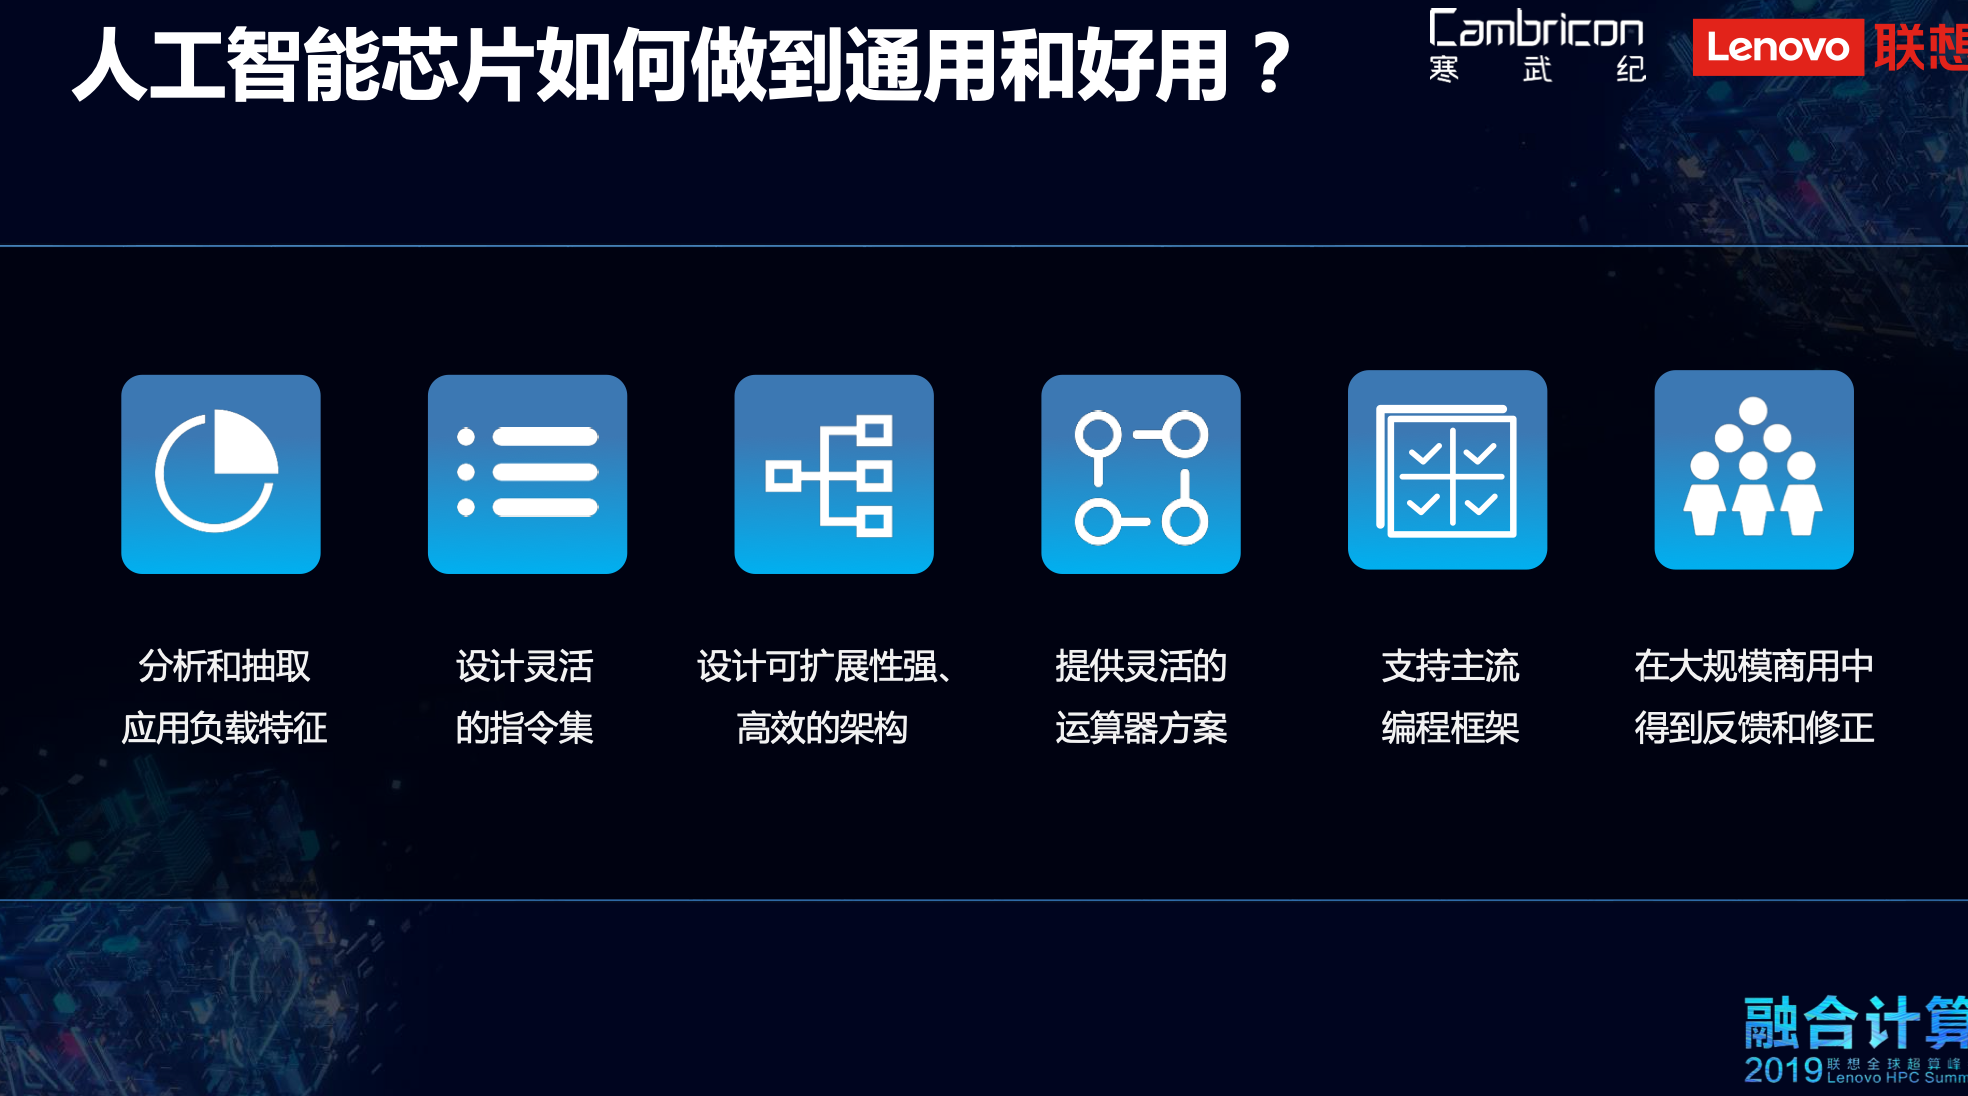 人工智能芯片如何做到通用和好用？
Cambricon
寒武纪
Lenovo 联想
分析和抽取
应用负载特征
设计灵活
的指令集
设计可扩展性强、
高效的架构
提供灵活的
运算器方案
支持主流
编程框架
在大规模商用中
得到反馈和修正
BIG DATA
融合计算
2019 联想全球超算峰
Lenovo HPC Summ